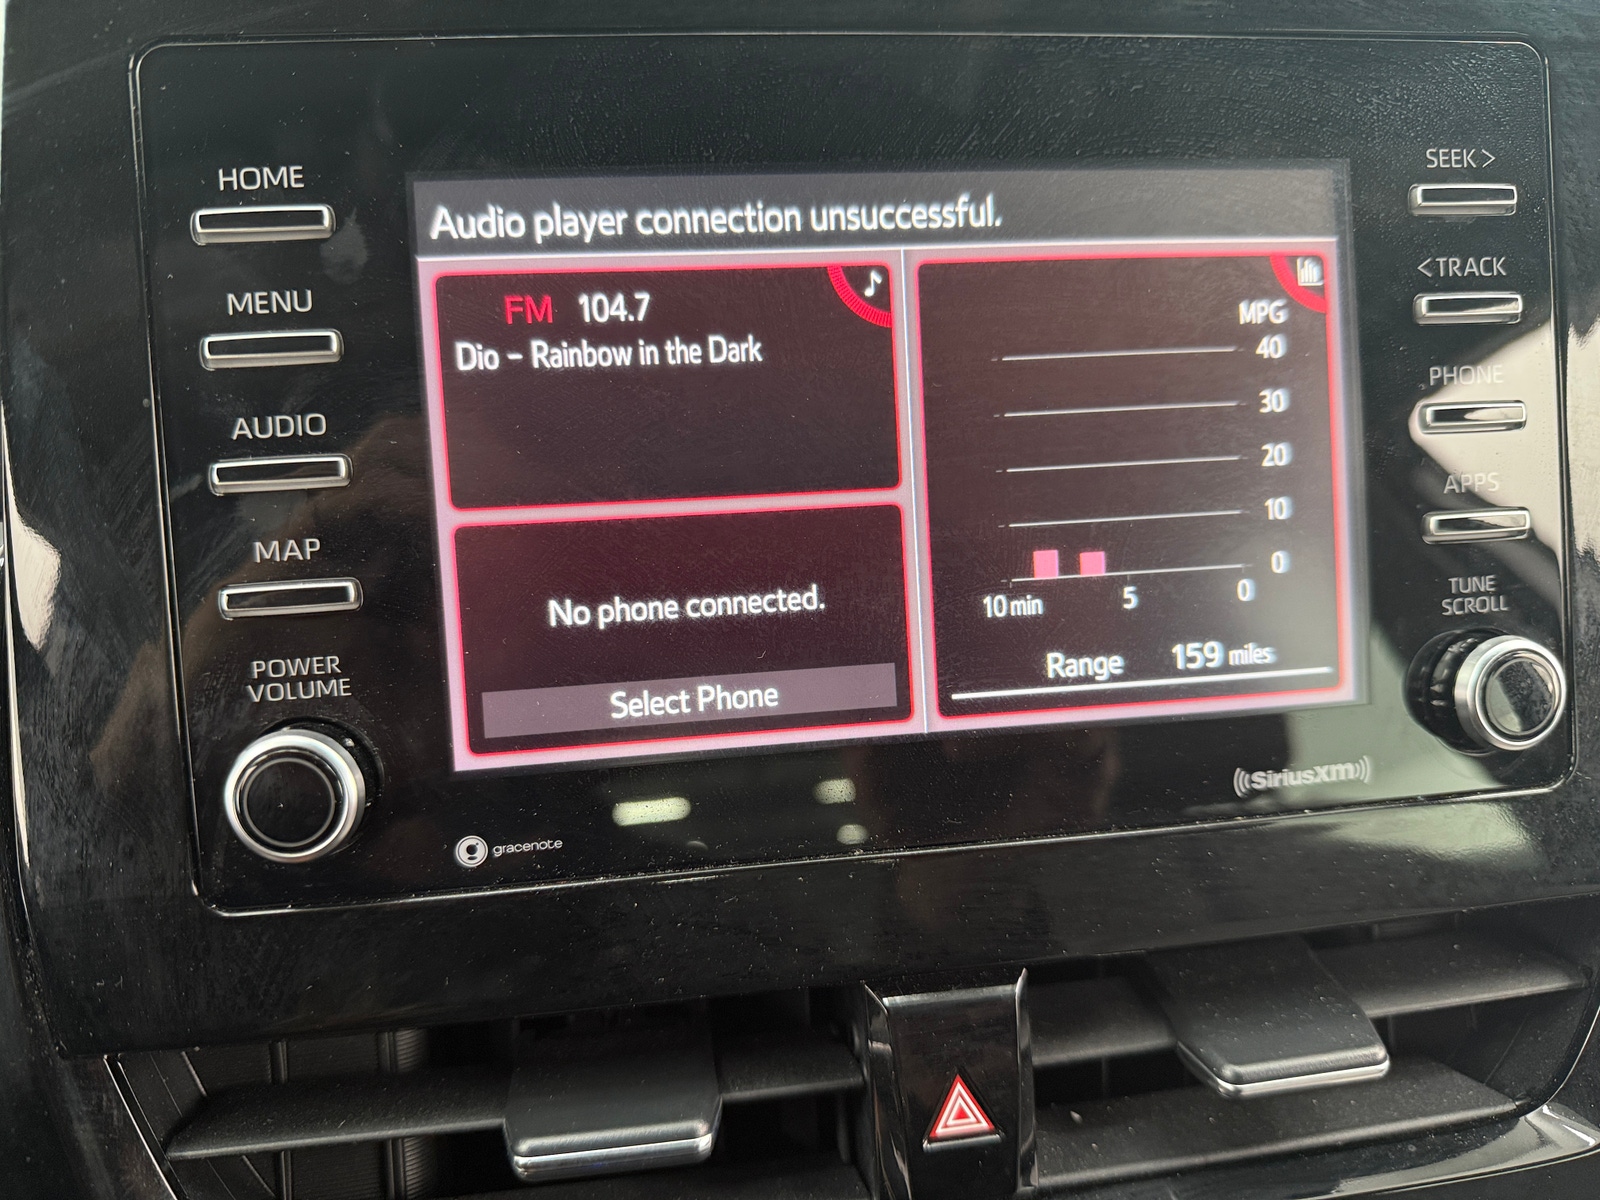 HOME
MENU
AUDIO
MAP
POWER
VOLUME
Audio player connection unsuccessful.
FM 104.7
Dio – Rainbow in the Dark
No phone connected.
Select Phone
MPG
40
30
20
10
0
10 min 5 0
Range 159 miles
SEEK >
< TRACK
PHONE
APPS
TUNE
SCROLL
gracenote
SiriusXM